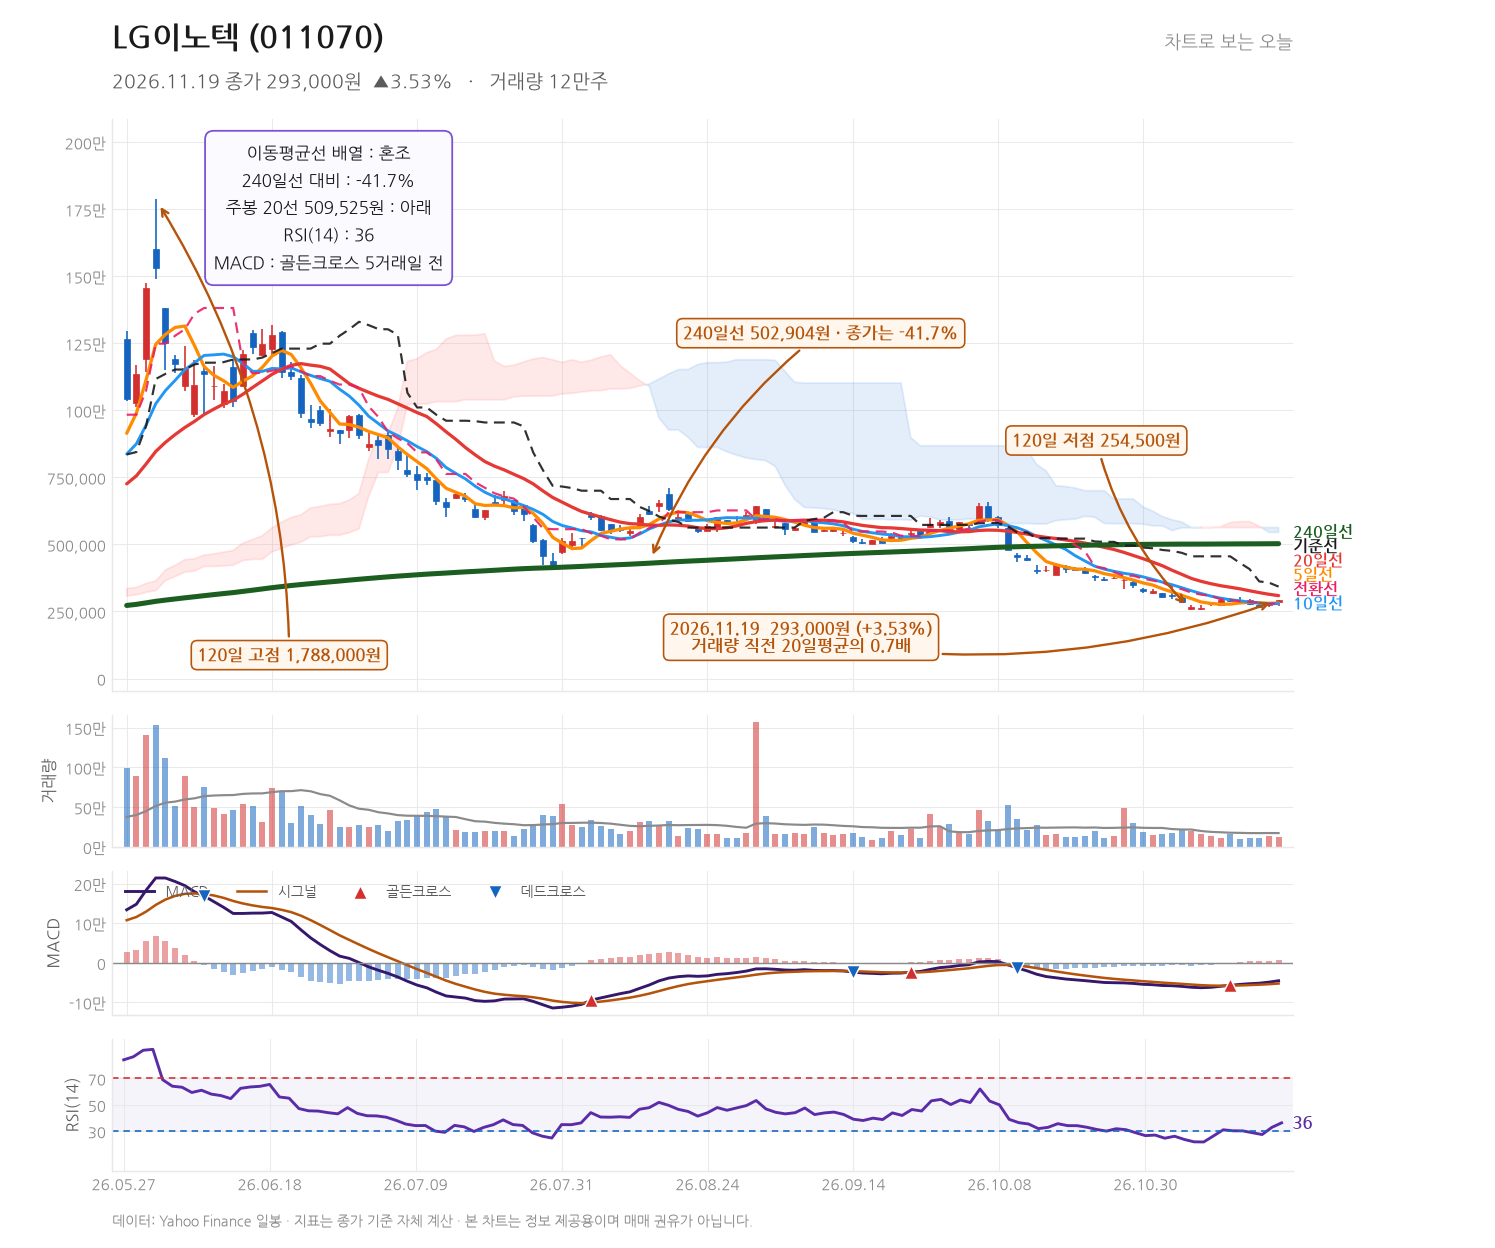 LG이노텍 (011070)
차트로 보는 오늘
2026.11.19 종가 293,000원 ▲3.53% · 거래량 12만주
200만
175만
150만
125만
100만
750,000
500,000
250,000
0
이동평균선 배열 : 혼조
240일선 대비 : -41.7%
주봉 20선 509,525원 : 아래
RSI(14) : 36
MACD : 골든크로스 5거래일 전
240일선 502,904원 · 종가는 -41.7%
120일 저점 254,500원
120일 고점 1,788,000원
2026.11.19 293,000원 (+3.53%)
거래량 직전 20일평균의 0.7배
240일선
기준선
20일선
5일선
전환선
10일선
거래량
150만
100만
50만
0만
MACD
20만
10만
0
-10만
MACD
시그널
골든크로스
데드크로스
RSI(14)
70
50
30
36
26.05.27
26.06.18
26.07.09
26.07.31
26.08.24
26.09.14
26.10.08
26.10.30
데이터: Yahoo Finance 일봉 · 지표는 종가 기준 자체 계산 · 본 차트는 정보 제공용이며 매매 권유가 아닙니다.